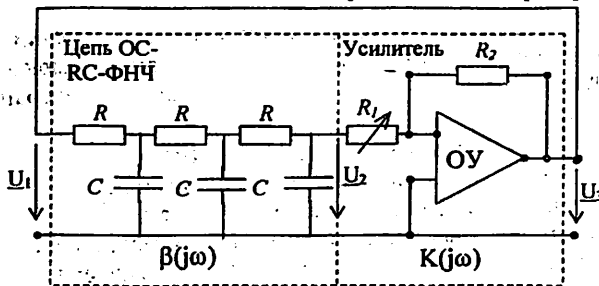 Цепь ОС-
RC-ФНЧ
Усилитель
R₂
R R R R₁
ОУ
U₁ C C C U₂
β(jω) K(jω)